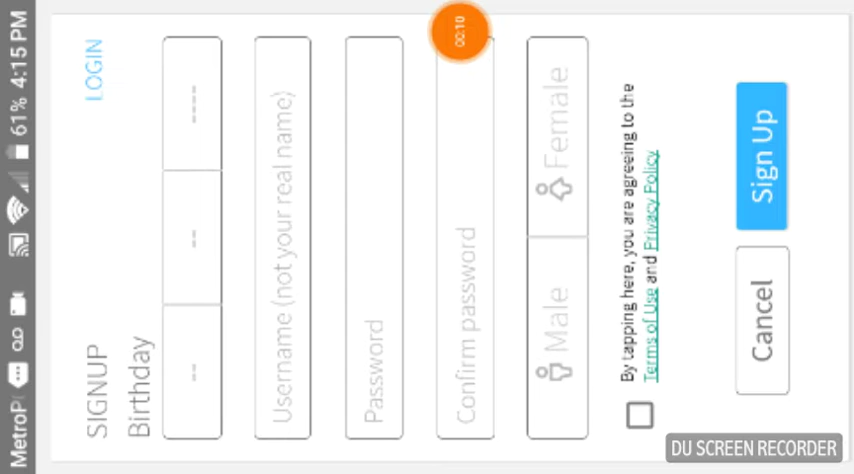 MetroP 61% 4:15 PM
SIGNUP LOGIN
Birthday
-- -- ----
Username (not your real name)
Password
Confirm password
00:10
Male Female
By tapping here, you are agreeing to the
Terms of Use and Privacy Policy
Cancel Sign Up
DU SCREEN RECORDER